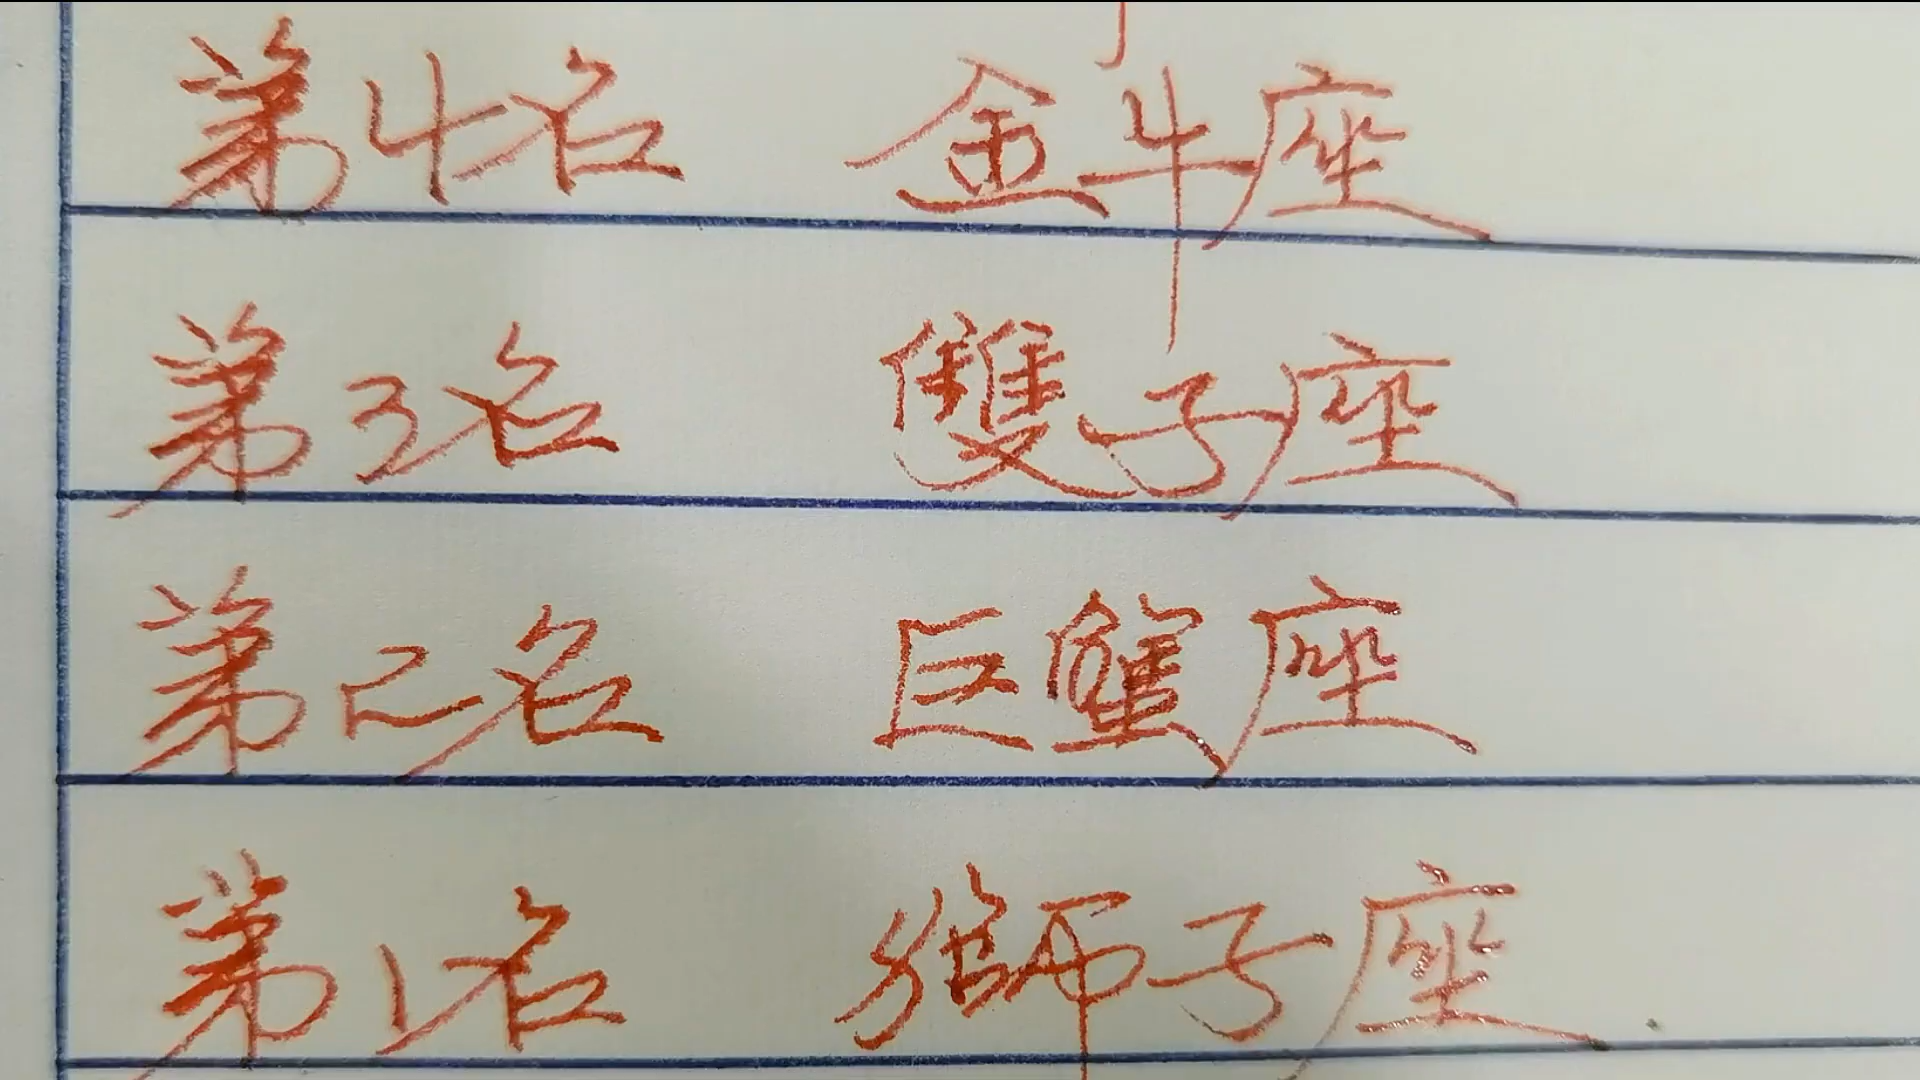 第4名 金牛座
第3名 雙子座
第2名 巨蟹座
第1名 獅子座